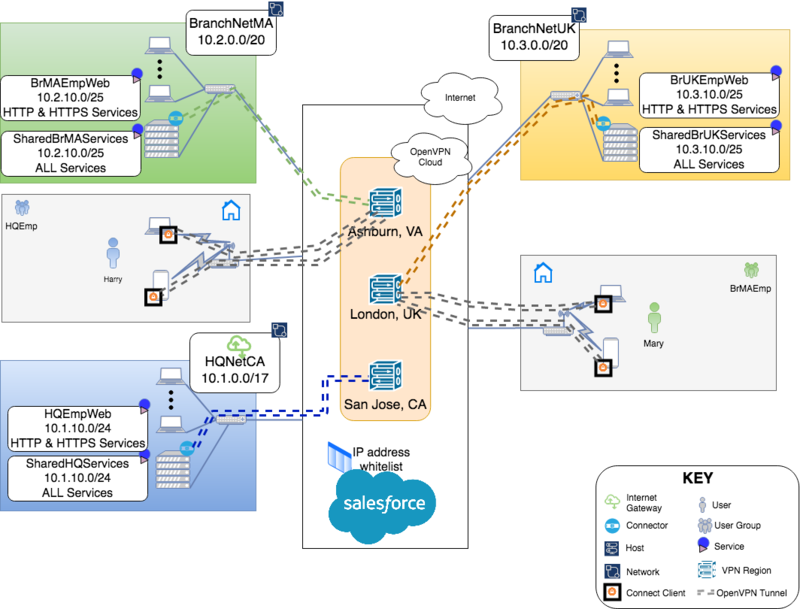 BranchNetMA
10.2.0.0/20
BrMAEmpWeb
10.2.10.0/25
HTTP & HTTPS Services
SharedBrMAServices
10.2.10.0/25
ALL Services
BranchNetUK
10.3.0.0/20
BrUKEmpWeb
10.3.10.0/25
HTTP & HTTPS Services
SharedBrUKServices
10.3.10.0/25
ALL Services
Internet
OpenVPN
Cloud
Ashburn, VA
London, UK
San Jose, CA
HQEmp
Harry
BrMAEmp
Mary
HQNetCA
10.1.0.0/17
HQEmpWeb
10.1.10.0/24
HTTP & HTTPS Services
SharedHQServices
10.1.10.0/24
ALL Services
IP address
whitelist
salesforce
KEY
Internet
Gateway
User
Connector
User Group
Host
Service
Network
VPN Region
Connect Client
OpenVPN Tunnel